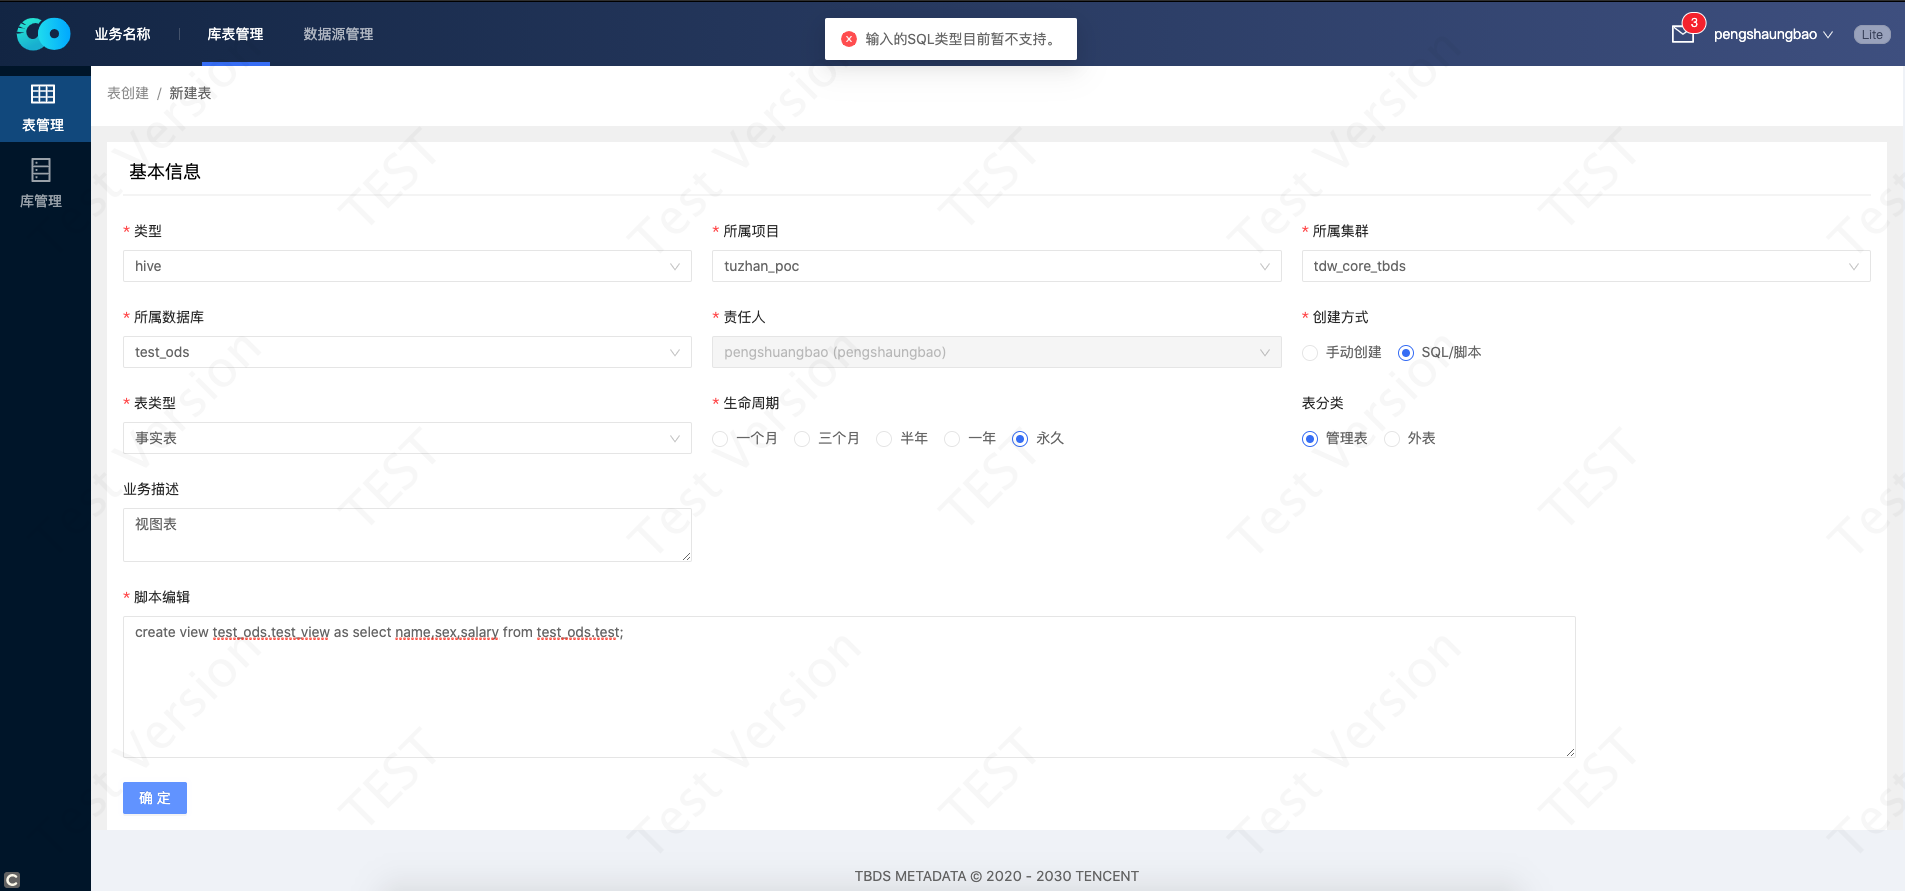 业务名称 库表管理 数据源管理
输入的SQL类型目前暂不支持。
3 pengshaungbao Lite
表管理
库管理
表创建 / 新建表
基本信息
* 类型 * 所属项目 * 所属集群
hive tuzhan_poc tdw_core_tbds
* 所属数据库 * 责任人 * 创建方式
test_ods pengshuangbao (pengshaungbao) 手动创建 SQL/脚本
* 表类型 * 生命周期 表分类
事实表 一个月 三个月 半年 一年 永久 管理表 外表
业务描述
视图表
* 脚本编辑
create view test_ods.test_view as select name,sex,salary from test_ods.test;
确 定
TBDS METADATA © 2020 - 2030 TENCENT
C
Test Version
TEST